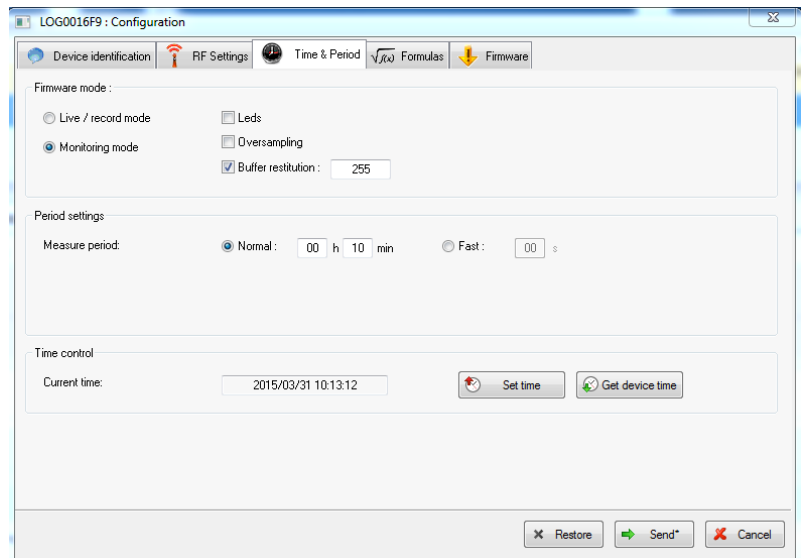 LOG0016F9 : Configuration
Device identification RF Settings Time & Period √f(x) Formulas Firmware
Firmware mode :
Live / record mode Leds
Oversampling
Monitoring mode
Buffer restitution : 255
Period settings
Measure period: Normal : 00 h 10 min Fast : 00 s
Time control
Current time: 2015/03/31 10:13:12 Set time Get device time
Restore Send* Cancel